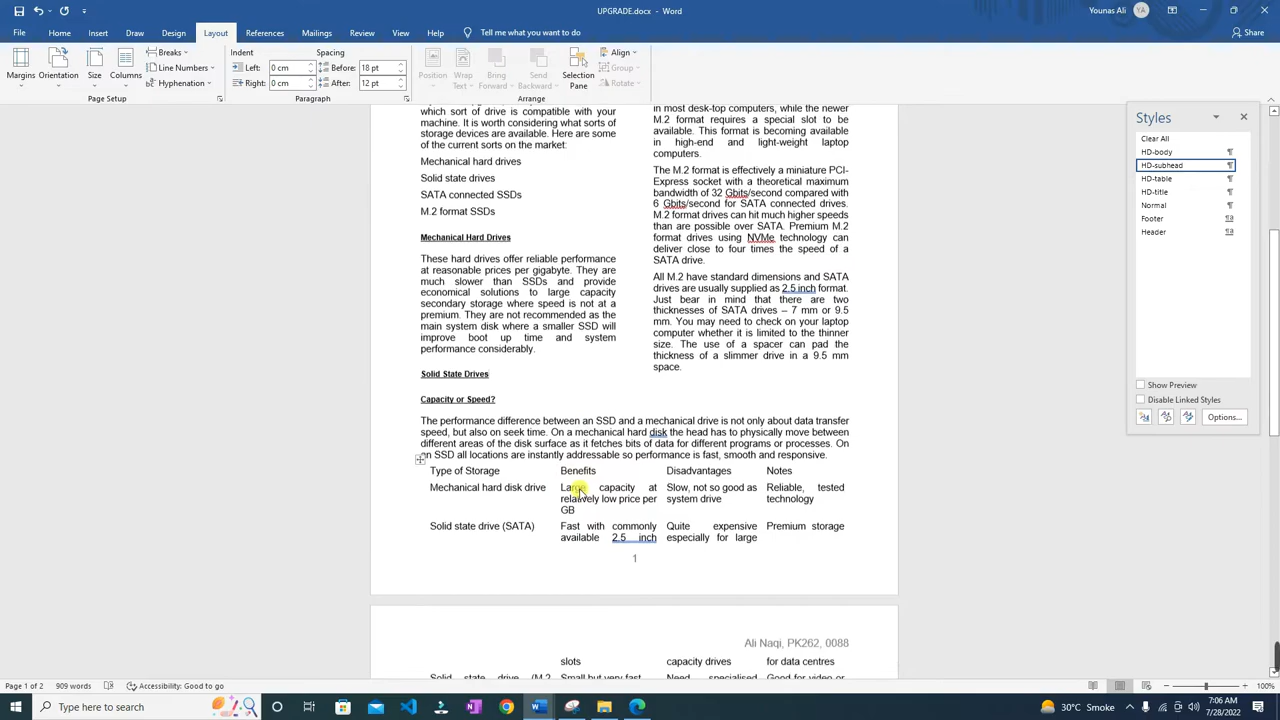 UPGRADE.docx - Word
Younas Ali
YA
File Home Insert Draw Design Layout References Mailings Review View Help Tell me what you want to do
Share
Margins Orientation Size Columns
Breaks
Line Numbers
Hyphenation
Page Setup
Indent Spacing
Left: 0 cm Before: 18 pt
Right: 0 cm After: 12 pt
Paragraph
Position Wrap Text Bring Forward Send Backward Selection Pane
Align
Group
Rotate
Arrange
which sort of drive is compatible with your
machine. It is worth considering what sorts of
storage devices are available. Here are some
of the current sorts on the market:
Mechanical hard drives
Solid state drives
SATA connected SSDs
M.2 format SSDs
Mechanical Hard Drives
These hard drives offer reliable performance
at reasonable prices per gigabyte. They are
much slower than SSDs and provide
economical solutions to large capacity
secondary storage where speed is not at a
premium. They are not recommended as the
main system disk where a smaller SSD will
improve boot up time and system
performance considerably.
Solid State Drives
in most desk-top computers, while the newer
M.2 format requires a special slot to be
available. This format is becoming available
in high-end and light-weight laptop
computers.
The M.2 format is effectively a miniature PCI-
Express socket with a theoretical maximum
bandwidth of 32 Gbits/second compared with
6 Gbits/second for SATA connected drives.
M.2 format drives can hit much higher speeds
than are possible over SATA. Premium M.2
format drives using NVMe technology can
deliver close to four times the speed of a
SATA drive.
All M.2 have standard dimensions and SATA
drives are usually supplied as 2.5 inch format.
Just bear in mind that there are two
thicknesses of SATA drives – 7 mm or 9.5
mm. You may need to check on your laptop
computer whether it is limited to the thinner
size. The use of a spacer can pad the
thickness of a slimmer drive in a 9.5 mm
space.
Capacity or Speed?
The performance difference between an SSD and a mechanical drive is not only about data transfer
speed, but also on seek time. On a mechanical hard disk the head has to physically move between
different areas of the disk surface as it fetches bits of data for different programs or processes. On
an SSD all locations are instantly addressable so performance is fast, smooth and responsive.
Type of Storage Benefits Disadvantages Notes
Mechanical hard disk drive Large capacity at Slow, not so good as Reliable, tested
relatively low price per system drive technology
GB
Solid state drive (SATA) Fast with commonly Quite expensive Premium storage
available 2.5 inch especially for large
1
Ali Naqi, PK262, 0088
slots capacity drives for data centres
Solid state drive (M.2 Small but very fast Need specialised Good for video or
Styles
Clear All
HD-body
HD-subhead
HD-table
HD-title
Normal
Footer
Header
Show Preview
Disable Linked Styles
Options...
Page 1 of 2 909 words Accessibility: Good to go
100%
Type here to search
30°C Smoke
7:06 AM
7/28/2022